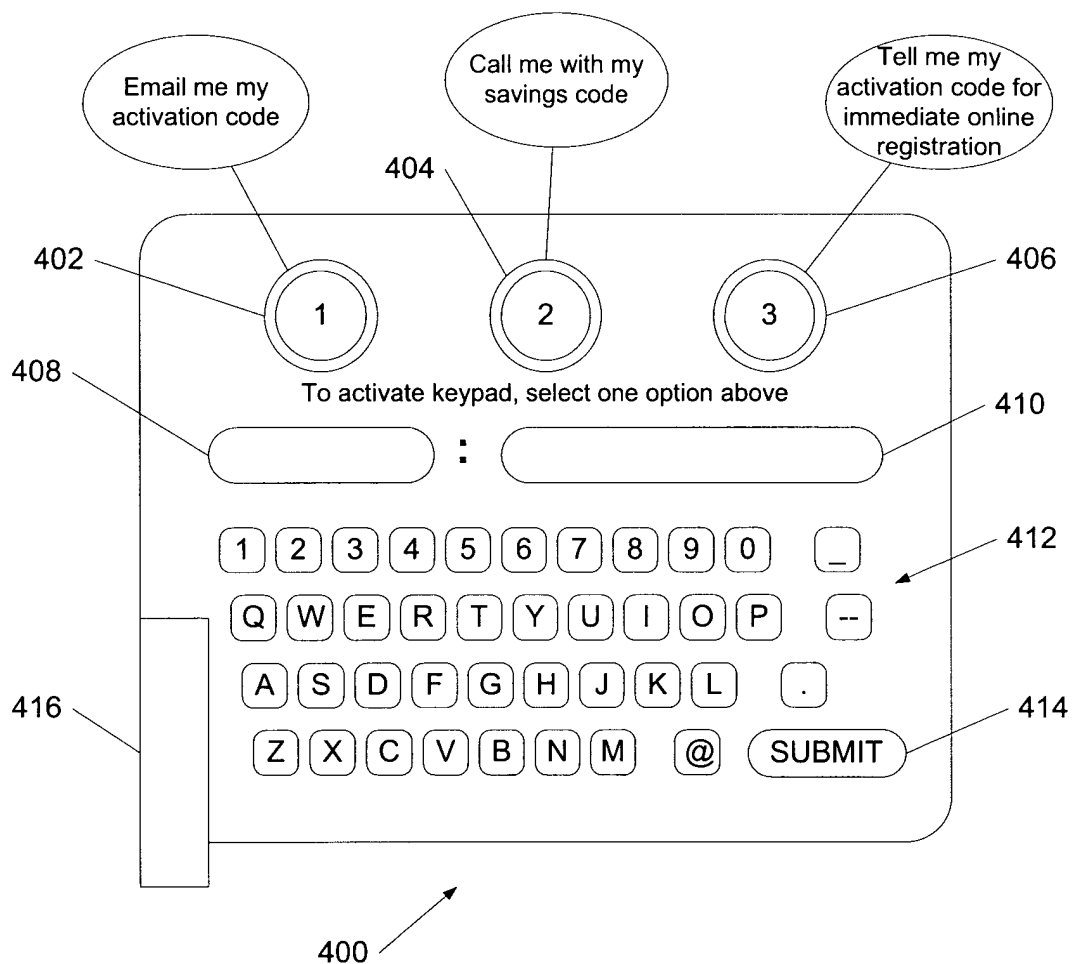 Email me my
activation code
Call me with my
savings code
Tell me my
activation code for
immediate online
registration
404
402
406
1
2
3
408
To activate keypad, select one option above
410
:
1 2 3 4 5 6 7 8 9 0 _
412
Q W E R T Y U I O P --
A S D F G H J K L .
416
414
Z X C V B N M @ SUBMIT
400